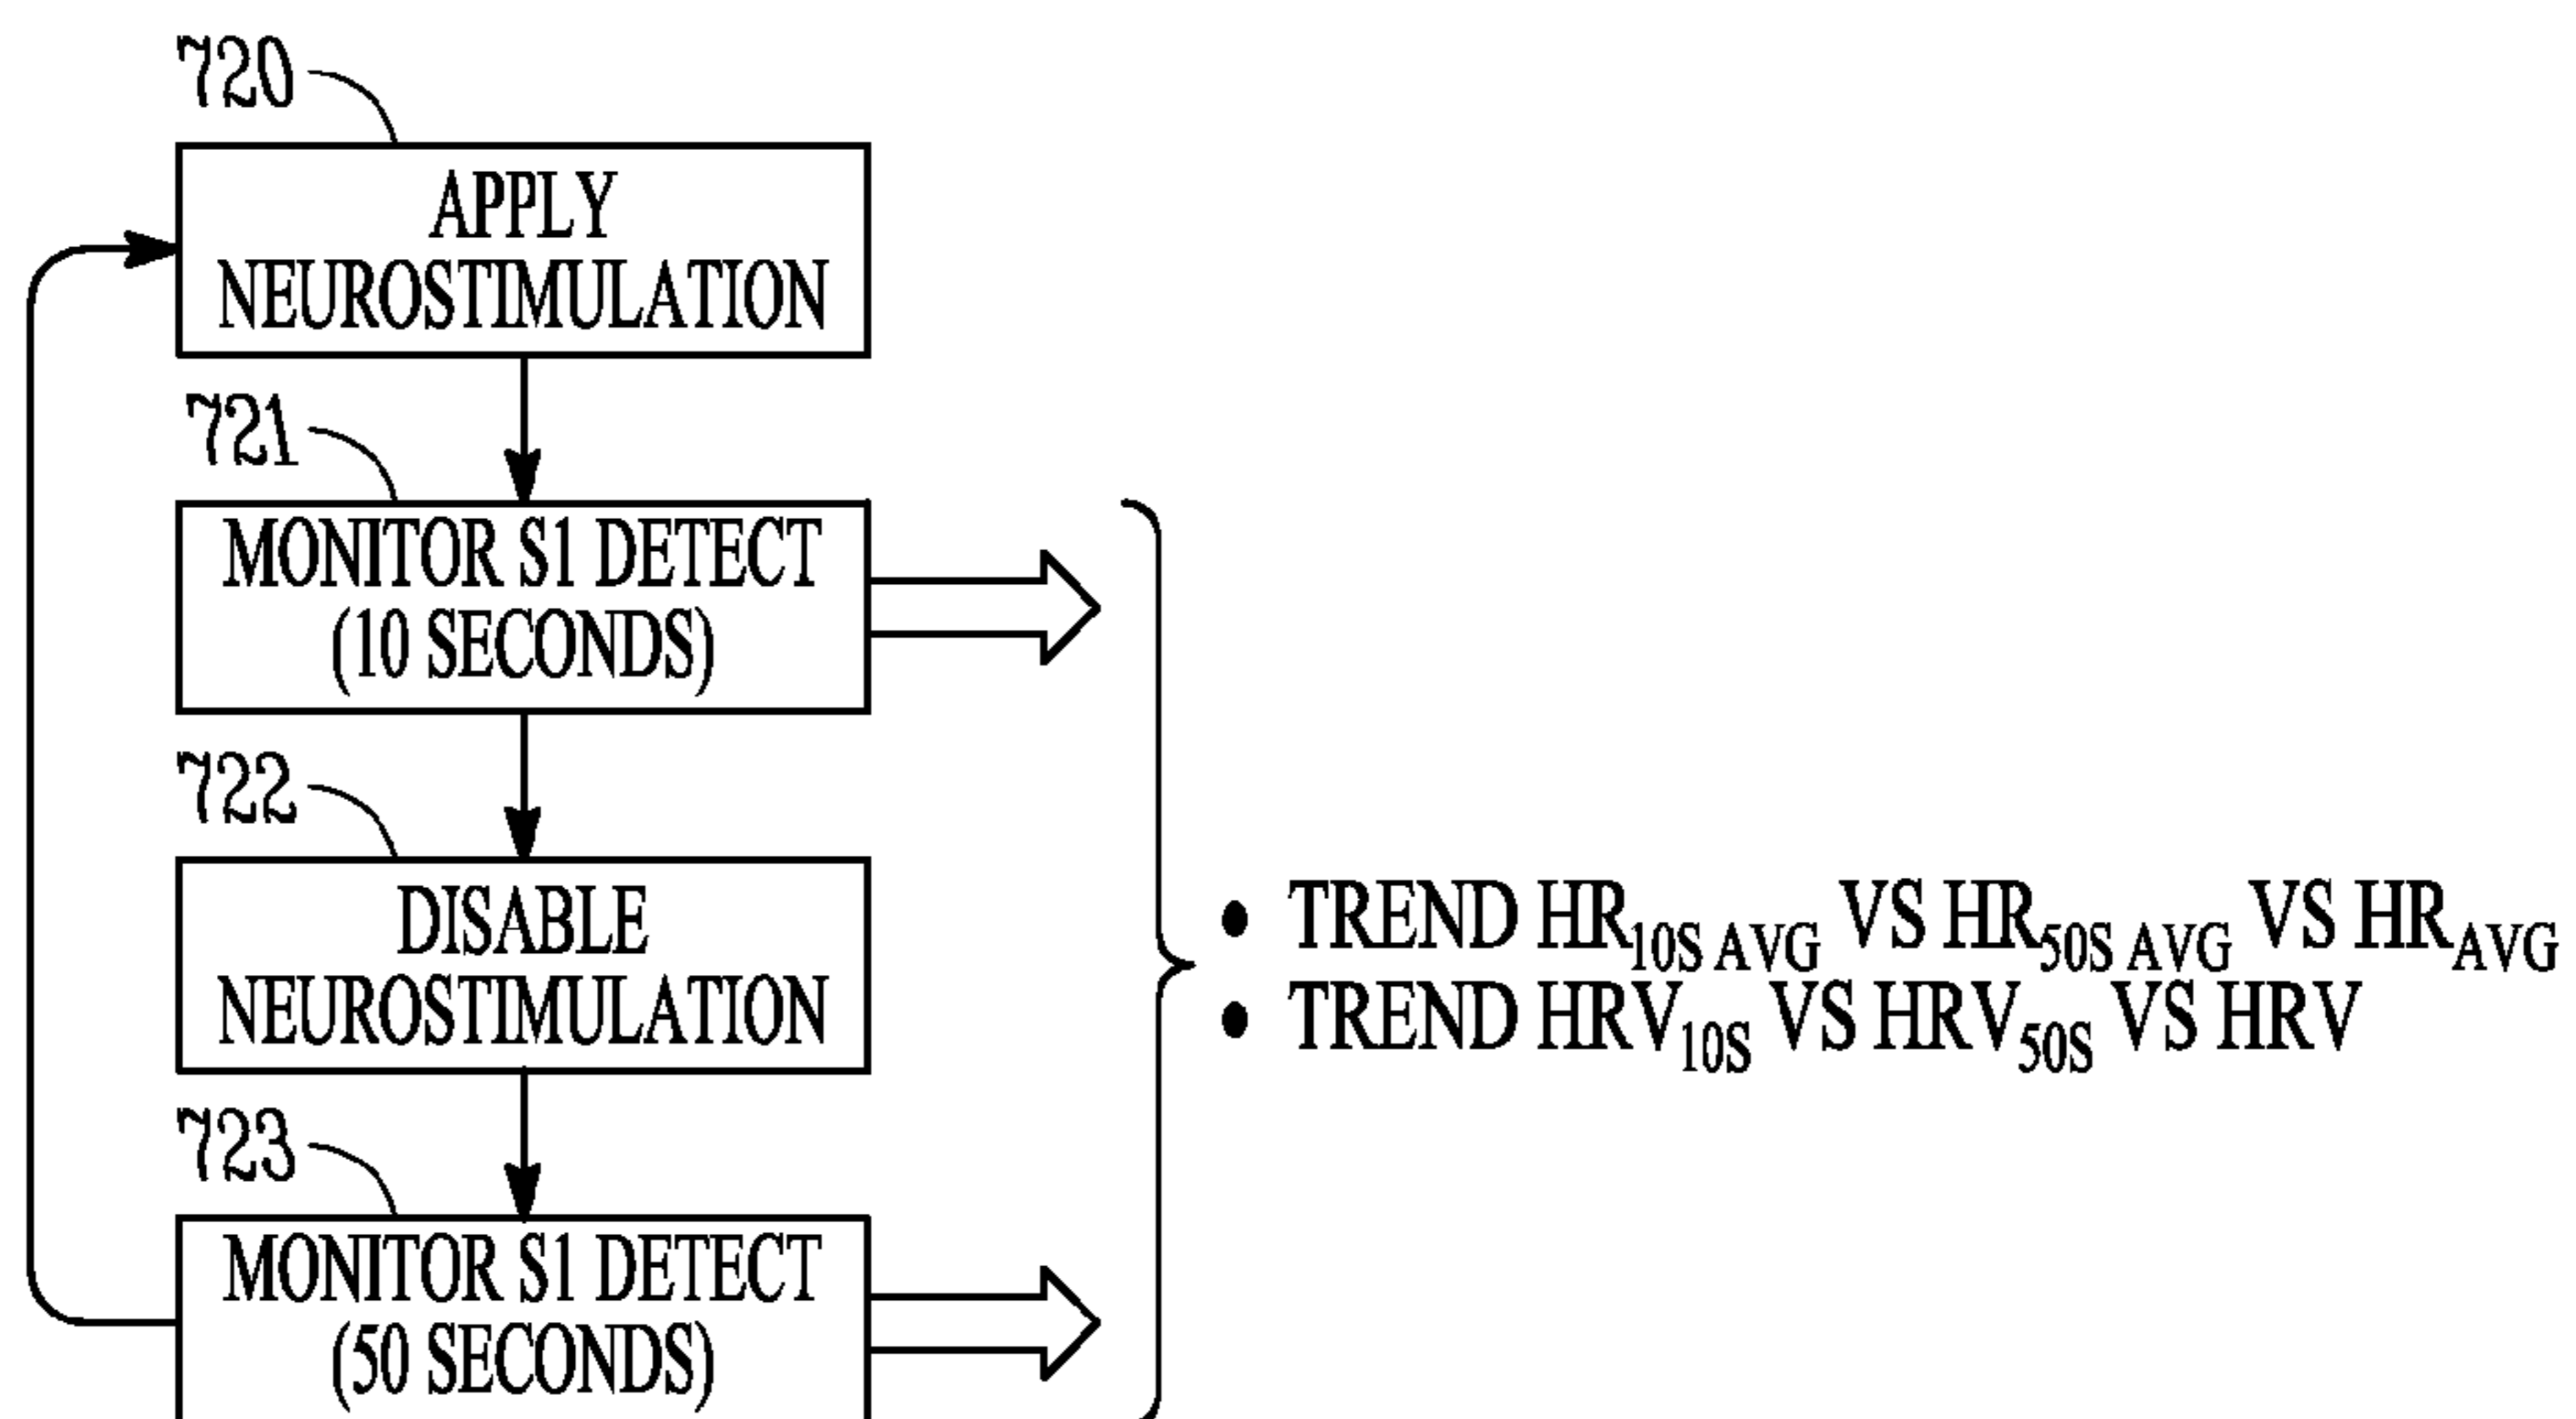 720
APPLY
NEUROSTIMULATION
721
MONITOR S1 DETECT
(10 SECONDS)
722
DISABLE
NEUROSTIMULATION
• TREND HR10S AVG VS HR50S AVG VS HRAVG
• TREND HRV10S VS HRV50S VS HRV
723
MONITOR S1 DETECT
(50 SECONDS)